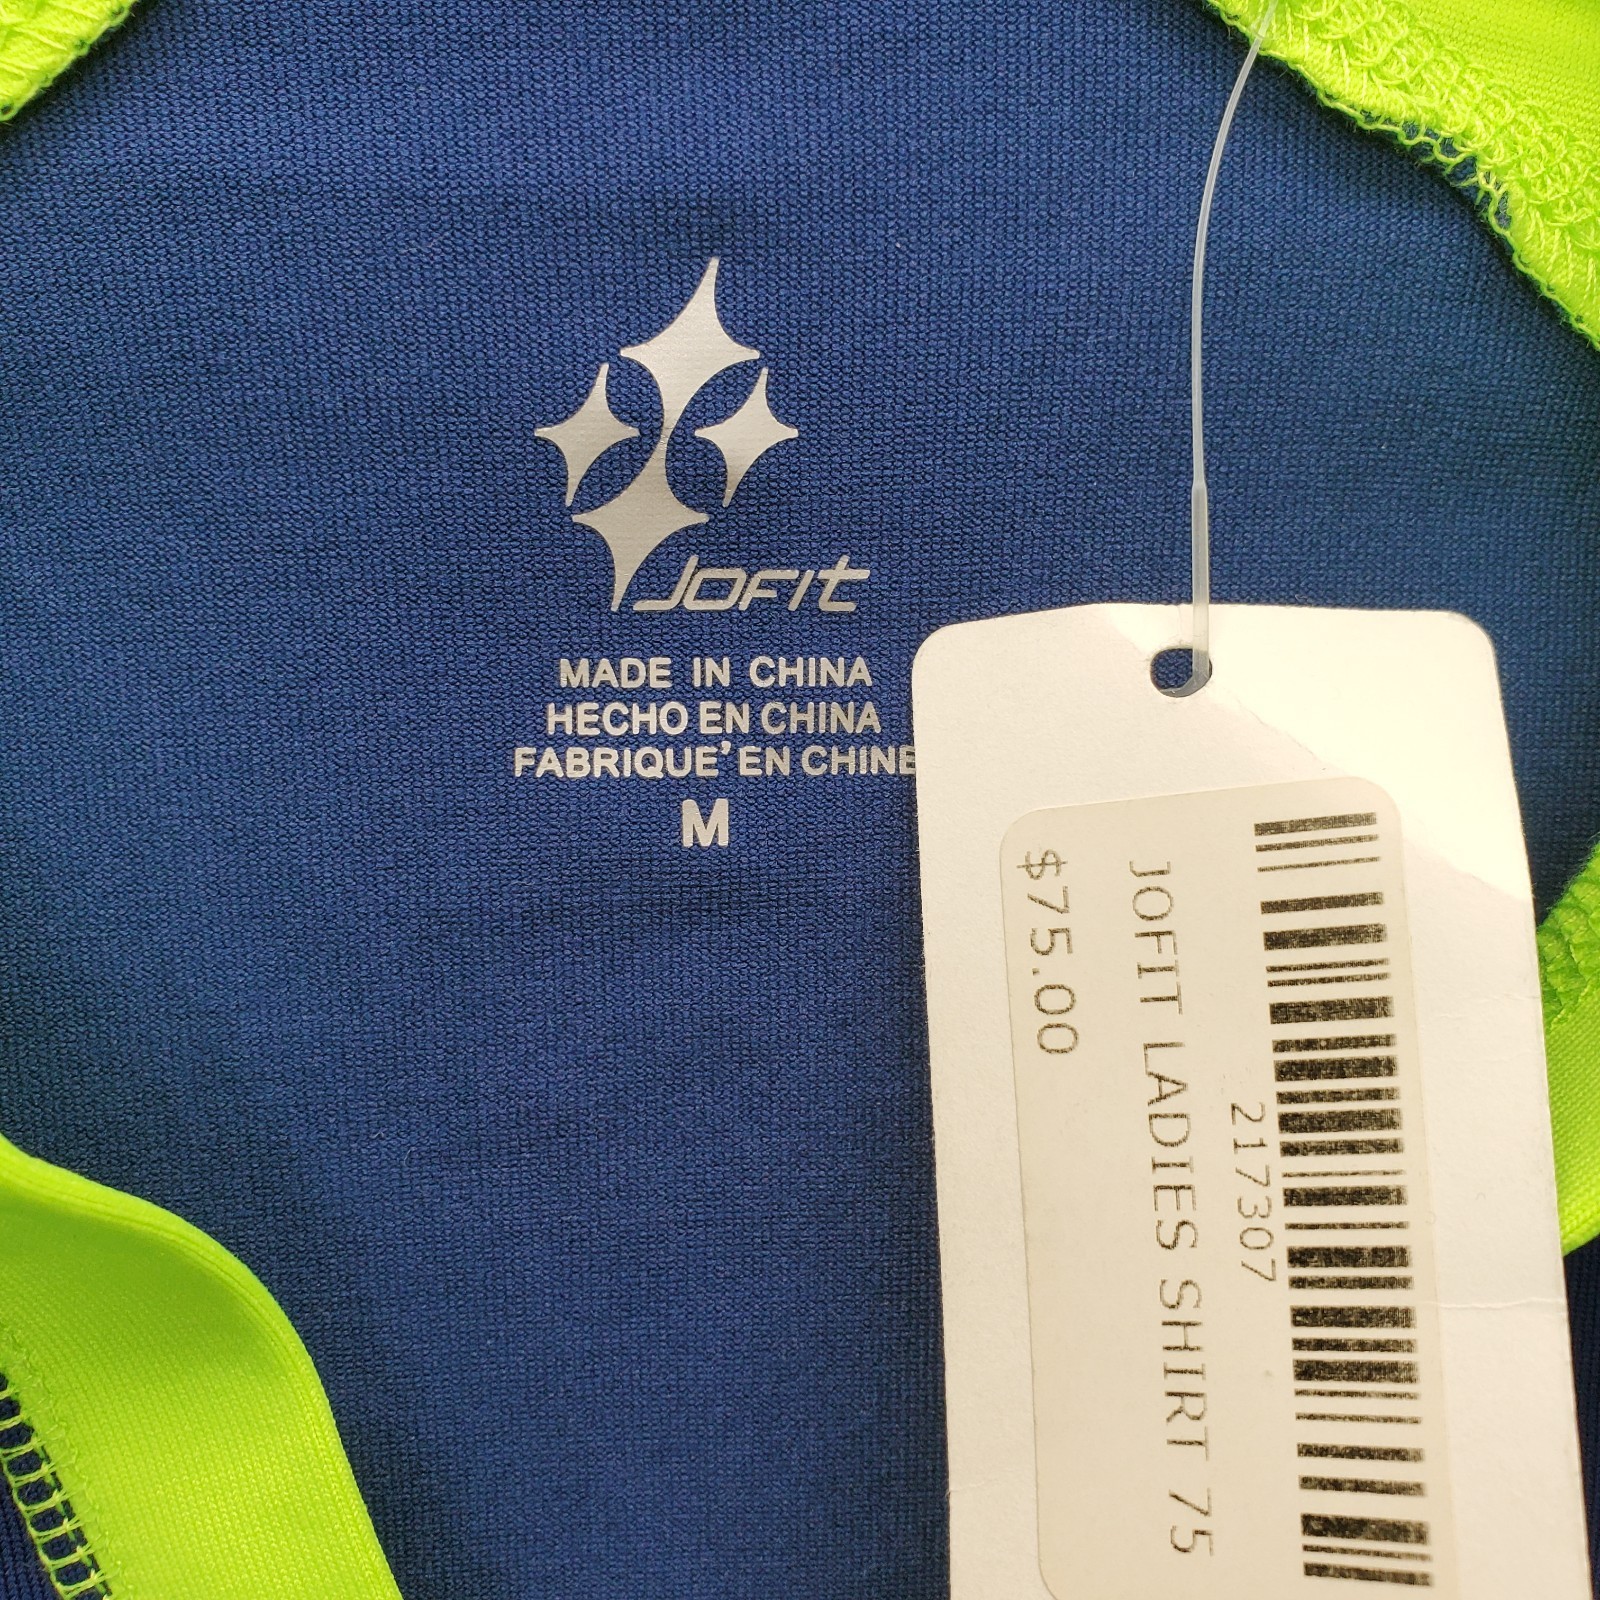 JOFIT
MADE IN CHINA
HECHO EN CHINA
FABRIQUE' EN CHINE
M
217307
JOFIT LADIES SHIRT 75
$75.00